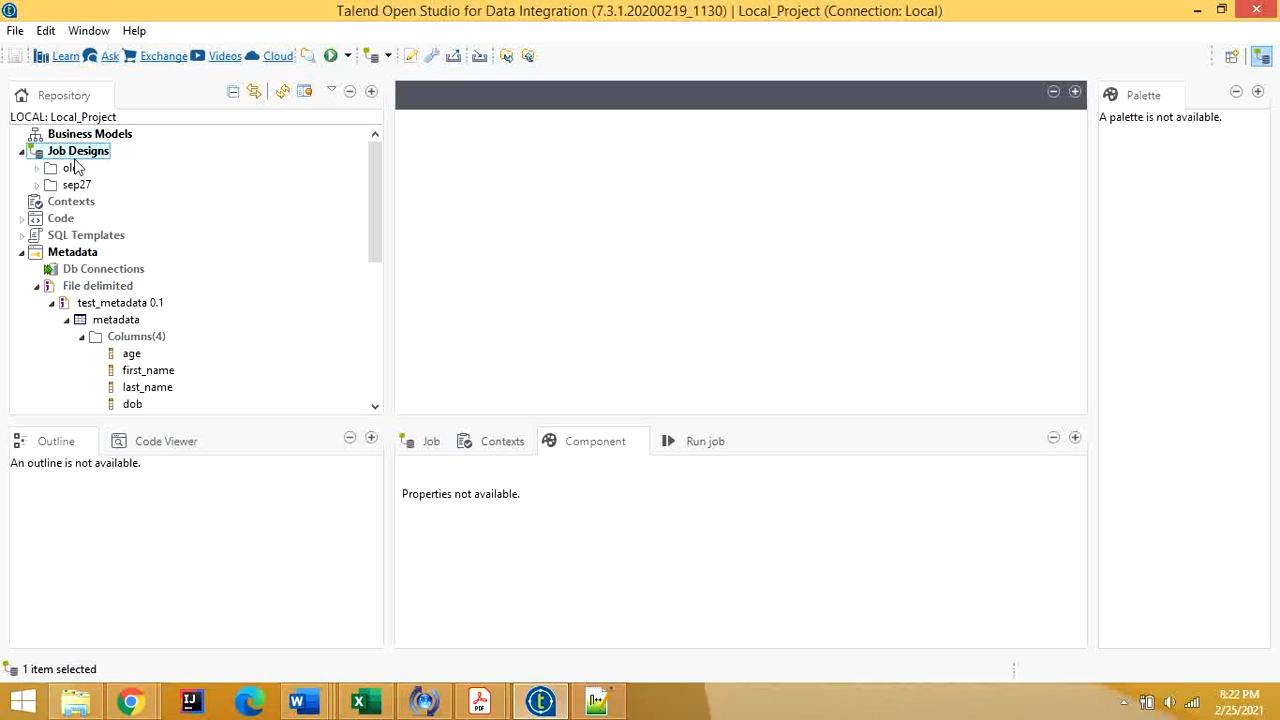 Talend Open Studio for Data Integration (7.3.1.20200219_1130) | Local_Project (Connection: Local)
File Edit Window Help
Learn Ask Exchange Videos Cloud
Repository
LOCAL: Local_Project
Business Models
Job Designs
sep27
Contexts
Code
SQL Templates
Metadata
Db Connections
File delimited
test_metadata 0.1
metadata
Columns(4)
age
first_name
last_name
dob
Palette
A palette is not available.
Outline Code Viewer
An outline is not available.
Job Contexts Component Run job
Properties not available.
1 item selected
8:22 PM
2/25/2021